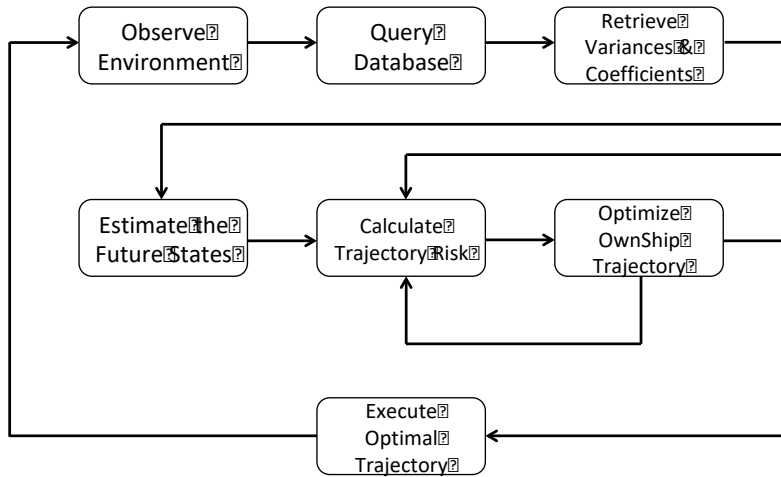 Observe
Environment
Query
Database
Retrieve
Variances &
Coefficients
Estimate the
Future States
Calculate
Trajectory Risk
Optimize
OwnShip
Trajectory
Execute
Optimal
Trajectory